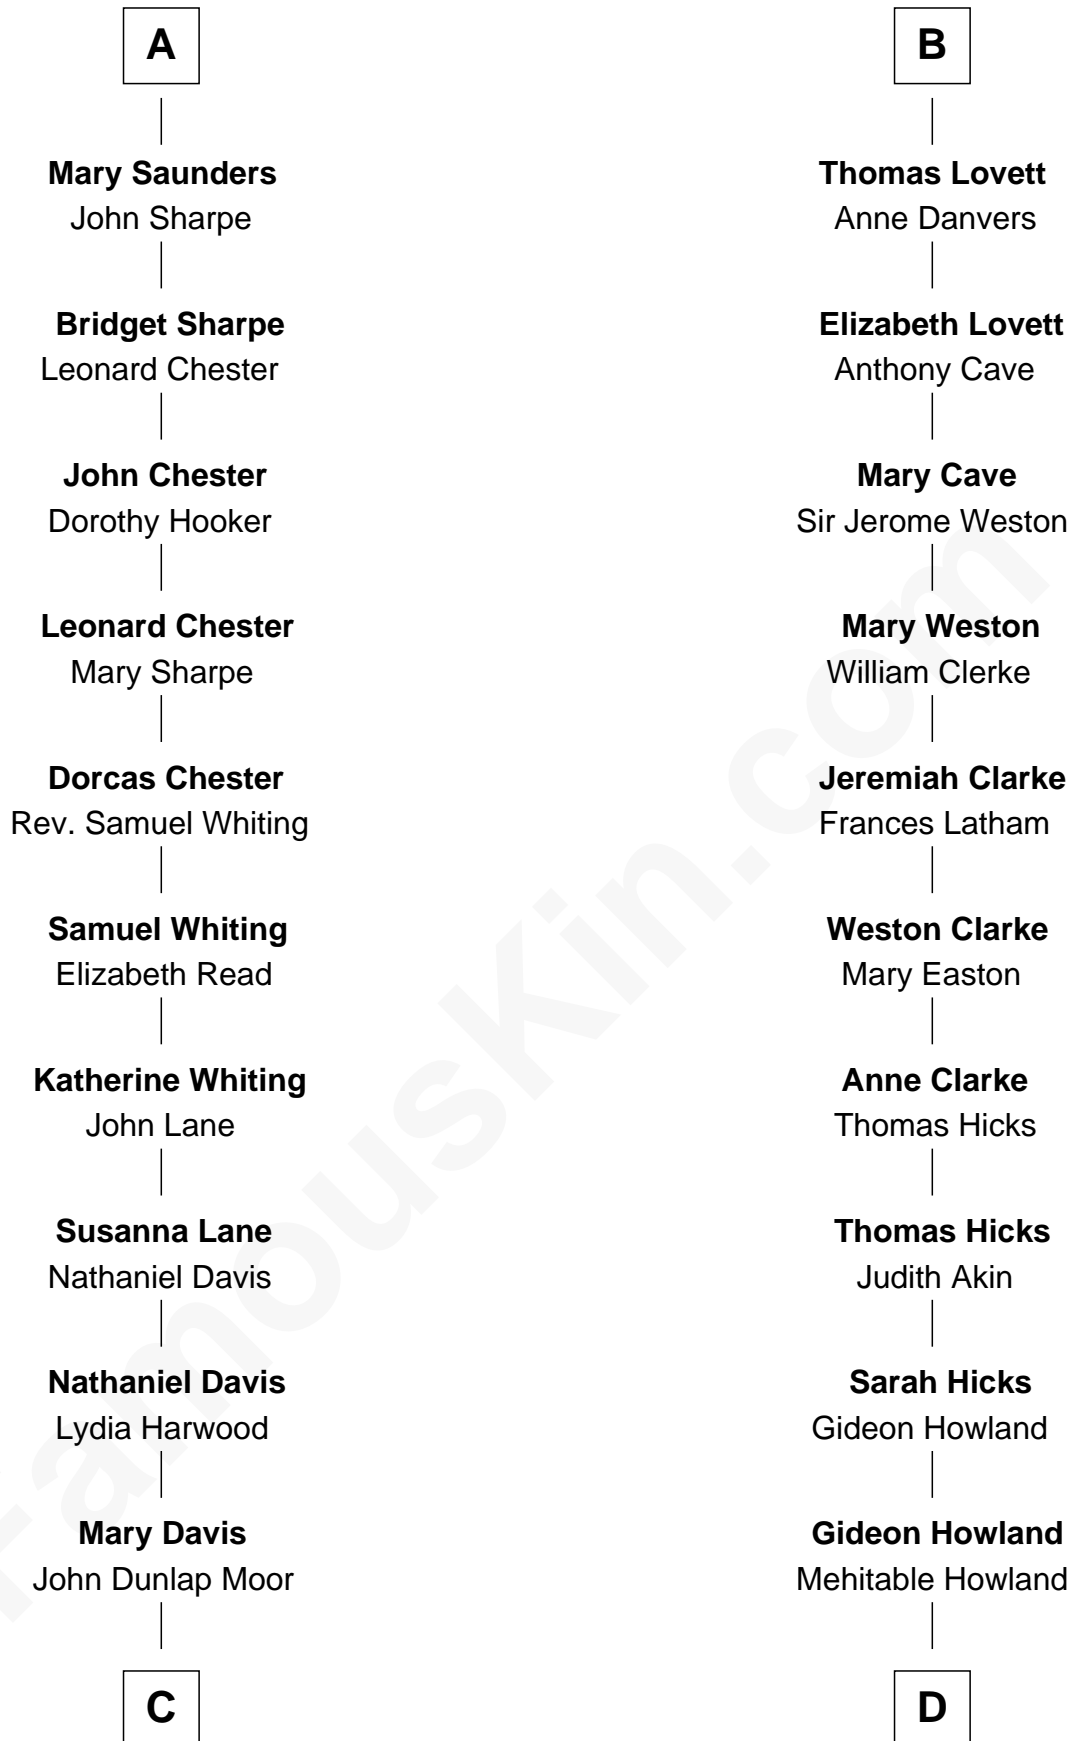 A
Mary Saunders
John Sharpe
Bridget Sharpe
Leonard Chester
John Chester
Dorothy Hooker
Leonard Chester
Mary Sharpe
Dorcas Chester
Rev. Samuel Whiting
Samuel Whiting
Elizabeth Read
Katherine Whiting
John Lane
Susanna Lane
Nathaniel Davis
Nathaniel Davis
Lydia Harwood
Mary Davis
John Dunlap Moor
C
B
Thomas Lovett
Anne Danvers
Elizabeth Lovett
Anthony Cave
Mary Cave
Sir Jerome Weston
Mary Weston
William Clerke
Jeremiah Clarke
Frances Latham
Weston Clarke
Mary Easton
Anne Clarke
Thomas Hicks
Thomas Hicks
Judith Akin
Sarah Hicks
Gideon Howland
Gideon Howland
Mehitable Howland
D
FamousKin.com